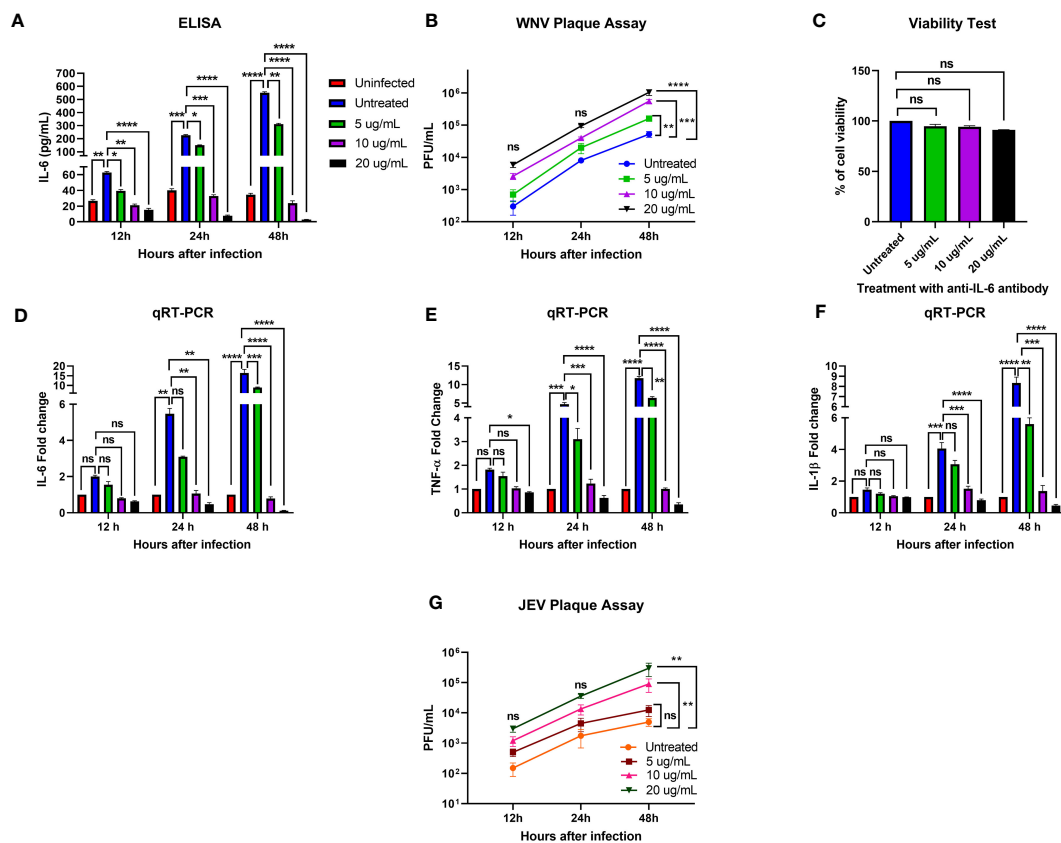 A
ELISA
IL-6 (pg/mL)
700
600
500
400
300
200
100
60
40
20
0
12h
24h
48h
Hours after infection
** * ** ****
*** * *** ****
**** ** **** ****
Uninfected
Untreated
5 ug/mL
10 ug/mL
20 ug/mL
B
WNV Plaque Assay
PFU/mL
10⁶
10⁵
10⁴
10³
10²
ns
ns
****
**
***
Untreated
5 ug/mL
10 ug/mL
20 ug/mL
12h
24h
48h
Hours after infection
C
Viability Test
% of cell viability
150
100
50
0
ns
ns
ns
Untreated
5 ug/mL
10 ug/mL
20 ug/mL
Treatment with anti-IL-6 antibody
D
qRT-PCR
IL-6 Fold change
20
15
10
6
4
2
0
ns ns ns ns
** ns ** **
**** *** **** ****
12 h
24 h
48 h
Hours after infection
E
qRT-PCR
TNF-α Fold change
15
10
5
4
3
2
1
0
ns ns ns *
*** * *** ****
**** ** **** ****
12 h
24 h
48 h
Hours after infection
F
qRT-PCR
IL-1β Fold change
10
9
8
7
6
4
2
0
ns ns ns ns
*** ns *** ****
**** ** *** ****
12 h
24 h
48 h
Hours after infection
G
JEV Plaque Assay
PFU/mL
10⁶
10⁵
10⁴
10³
10²
10¹
ns
ns
**
ns
**
Untreated
5 ug/mL
10 ug/mL
20 ug/mL
12h
24h
48h
Hours after infection